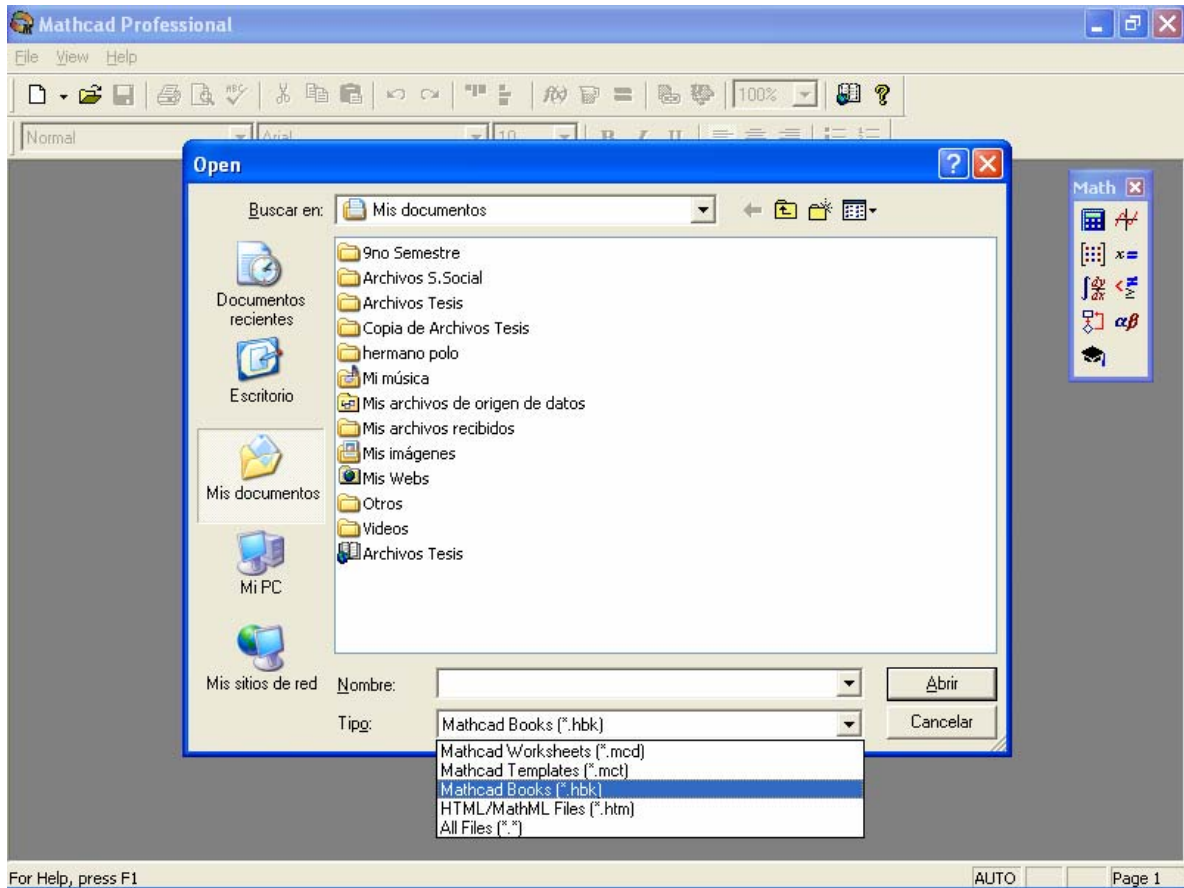 Mathcad Professional
File View Help
100%
Normal Arial 10 B I U
Open
Buscar en: Mis documentos
Math
9no Semestre
Archivos S.Social
Archivos Tesis
Copia de Archivos Tesis
hermano polo
Mi música
Mis archivos de origen de datos
Mis archivos recibidos
Mis imágenes
Mis Webs
Otros
Videos
Archivos Tesis
Documentos
recientes
Escritorio
Mis documentos
Mi PC
Mis sitios de red
Nombre: Abrir
Tipo: Mathcad Books (*.hbk) Cancelar
Mathcad Worksheets (*.mcd)
Mathcad Templates (*.mct)
Mathcad Books (*.hbk)
HTML/MathML Files (*.htm)
All Files (*.*)
For Help, press F1 AUTO Page 1